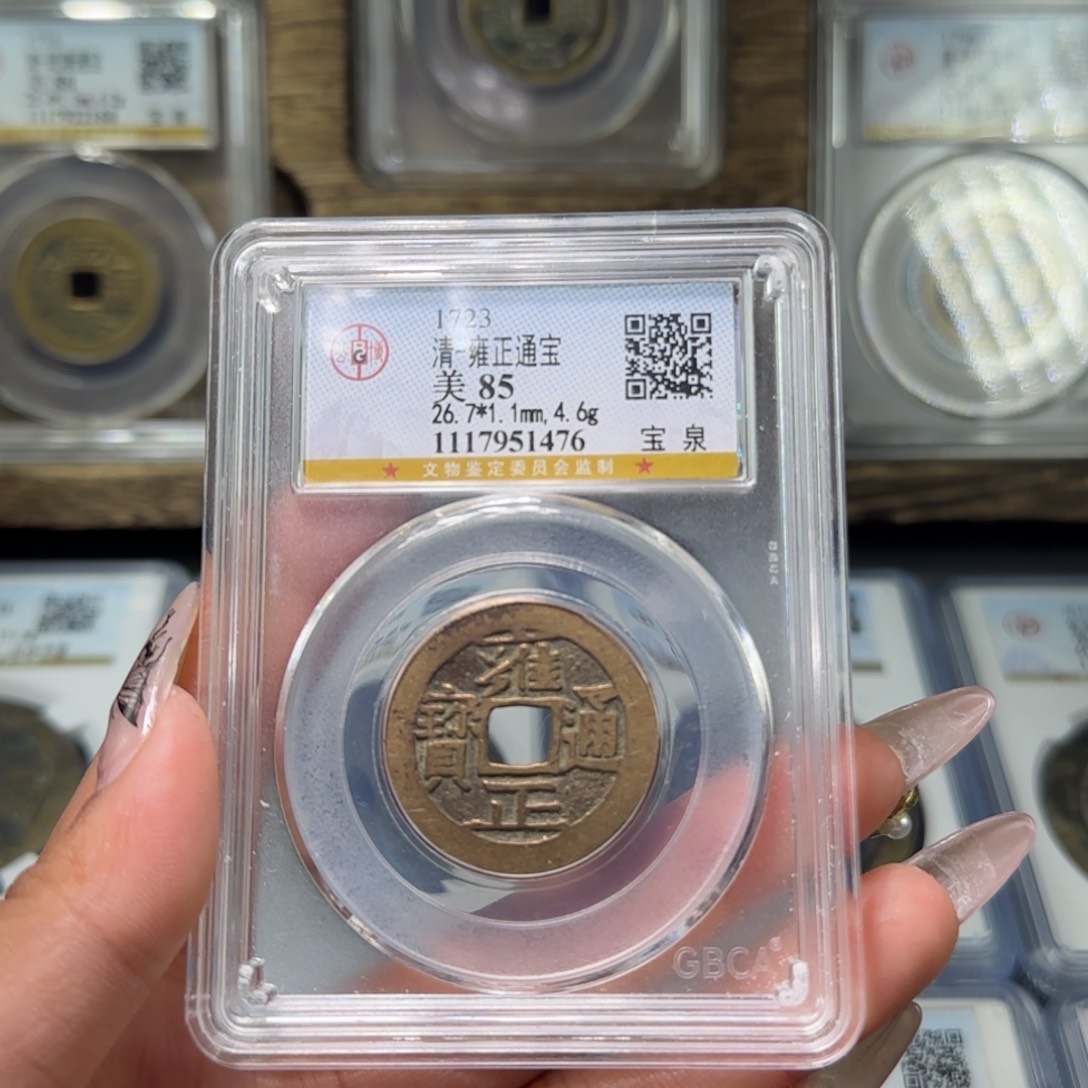 1723
清-雍正通宝
美 85
26.7*1.1mm,4.6g
1117951476 宝 泉
★ 文物鉴定委员会监制 ★
雍
寶 通
正
GBCA